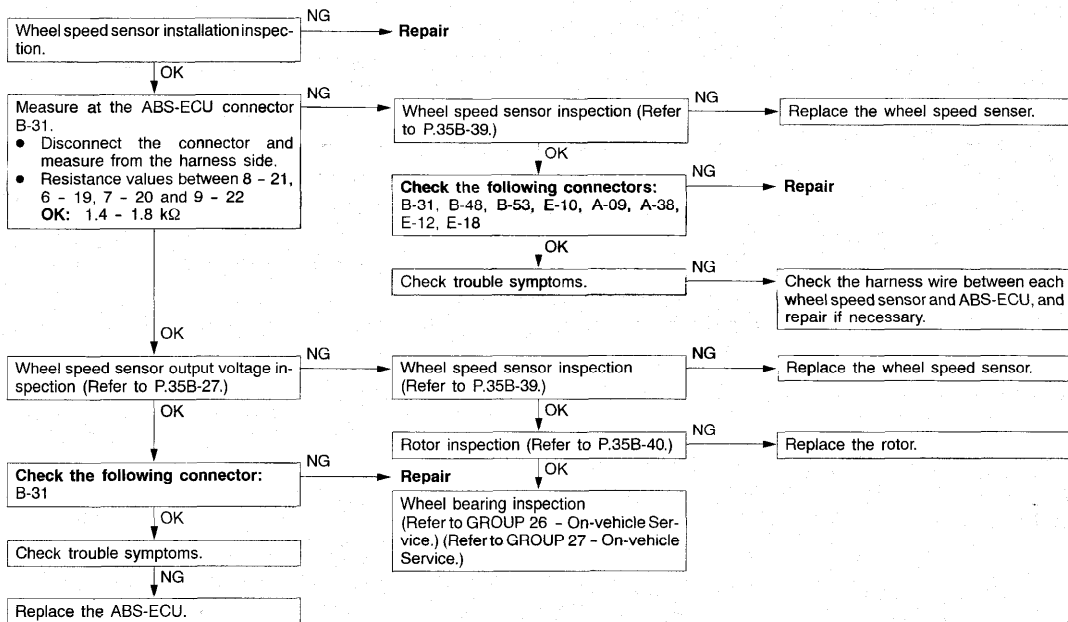 Wheel speed sensor installation inspec-
tion.
NG
Repair
OK
Measure at the ABS-ECU connector
B-31.
● Disconnect the connector and
measure from the harness side.
● Resistance values between 8 – 21,
6 – 19, 7 – 20 and 9 – 22
OK: 1.4 – 1.8 kΩ
NG
Wheel speed sensor inspection (Refer
to P.35B-39.)
NG
Replace the wheel speed senser.
OK
Check the following connectors:
B-31, B-48, B-53, E-10, A-09, A-38,
E-12, E-18
NG
Repair
OK
Check trouble symptoms.
NG
Check the harness wire between each
wheel speed sensor and ABS-ECU, and
repair if necessary.
OK
Wheel speed sensor output voltage in-
spection (Refer to P.35B-27.)
NG
Wheel speed sensor inspection
(Refer to P.35B-39.)
NG
Replace the wheel speed sensor.
OK
OK
Rotor inspection (Refer to P.35B-40.)
NG
Replace the rotor.
Check the following connector:
B-31
NG
Repair
OK
Wheel bearing inspection
(Refer to GROUP 26 – On-vehicle Ser-
vice.) (Refer to GROUP 27 – On-vehicle
Service.)
OK
Check trouble symptoms.
NG
Replace the ABS-ECU.